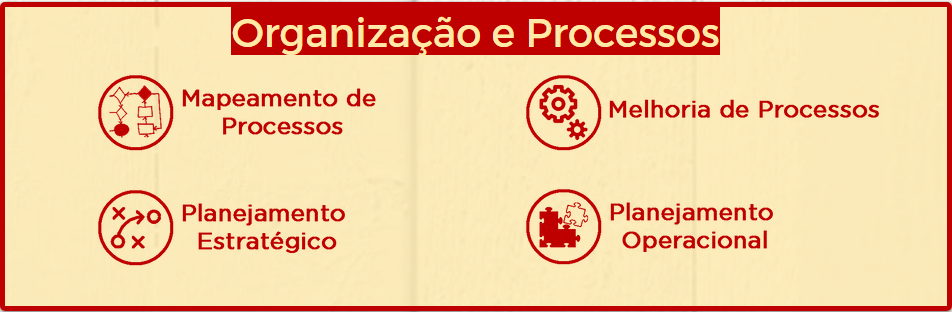 Organização e Processos
Mapeamento de
Processos
Melhoria de Processos
Planejamento
Estratégico
Planejamento
Operacional